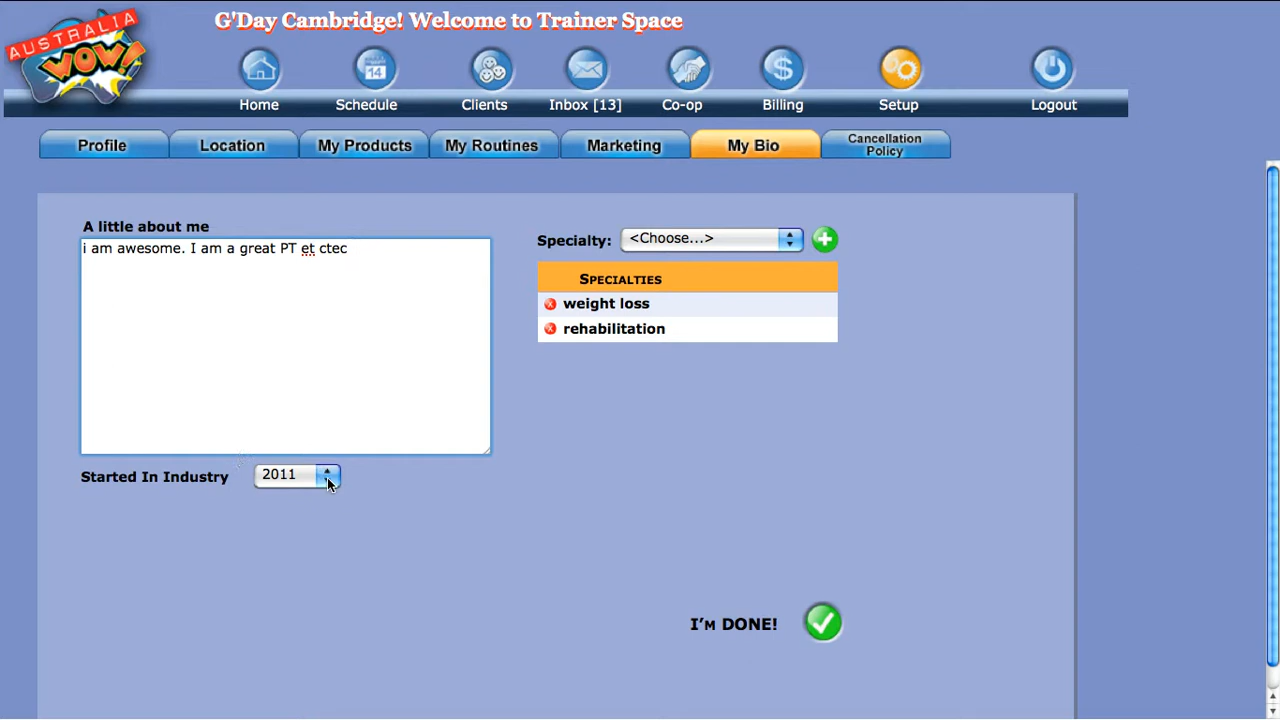 G'Day Cambridge! Welcome to Trainer Space
AUSTRALIA
WOW!
14
$
Home Schedule Clients Inbox [13] Co-op Billing Setup Logout
Profile Location My Products My Routines Marketing My Bio Cancellation Policy
A little about me
i am awesome. I am a great PT et ctec
Specialty: <Choose...>
SPECIALTIES
x weight loss
x rehabilitation
Started In Industry 2011
I'M DONE!